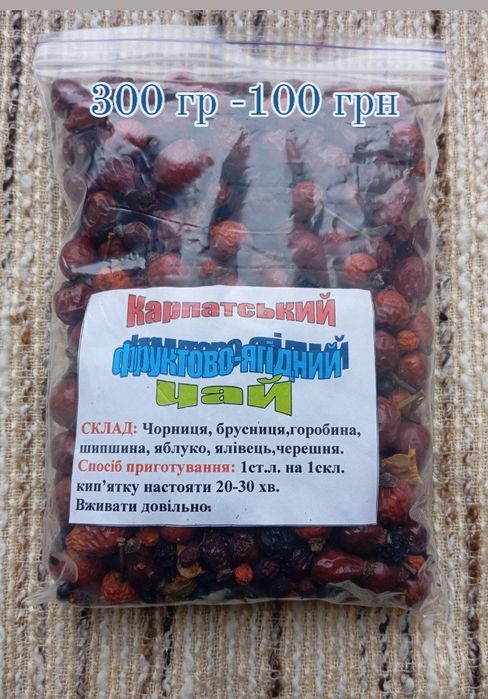 300 гр -100 грн
Карпатський
фруктово-ягідний
чай
СКЛАД: Чорниця, брусниця,горобина,
шипшина, яблуко, ялівець,черешня.
Спосіб приготування: 1ст.л. на 1скл.
кип’ятку настояти 20-30 хв.
Вживати довільно.